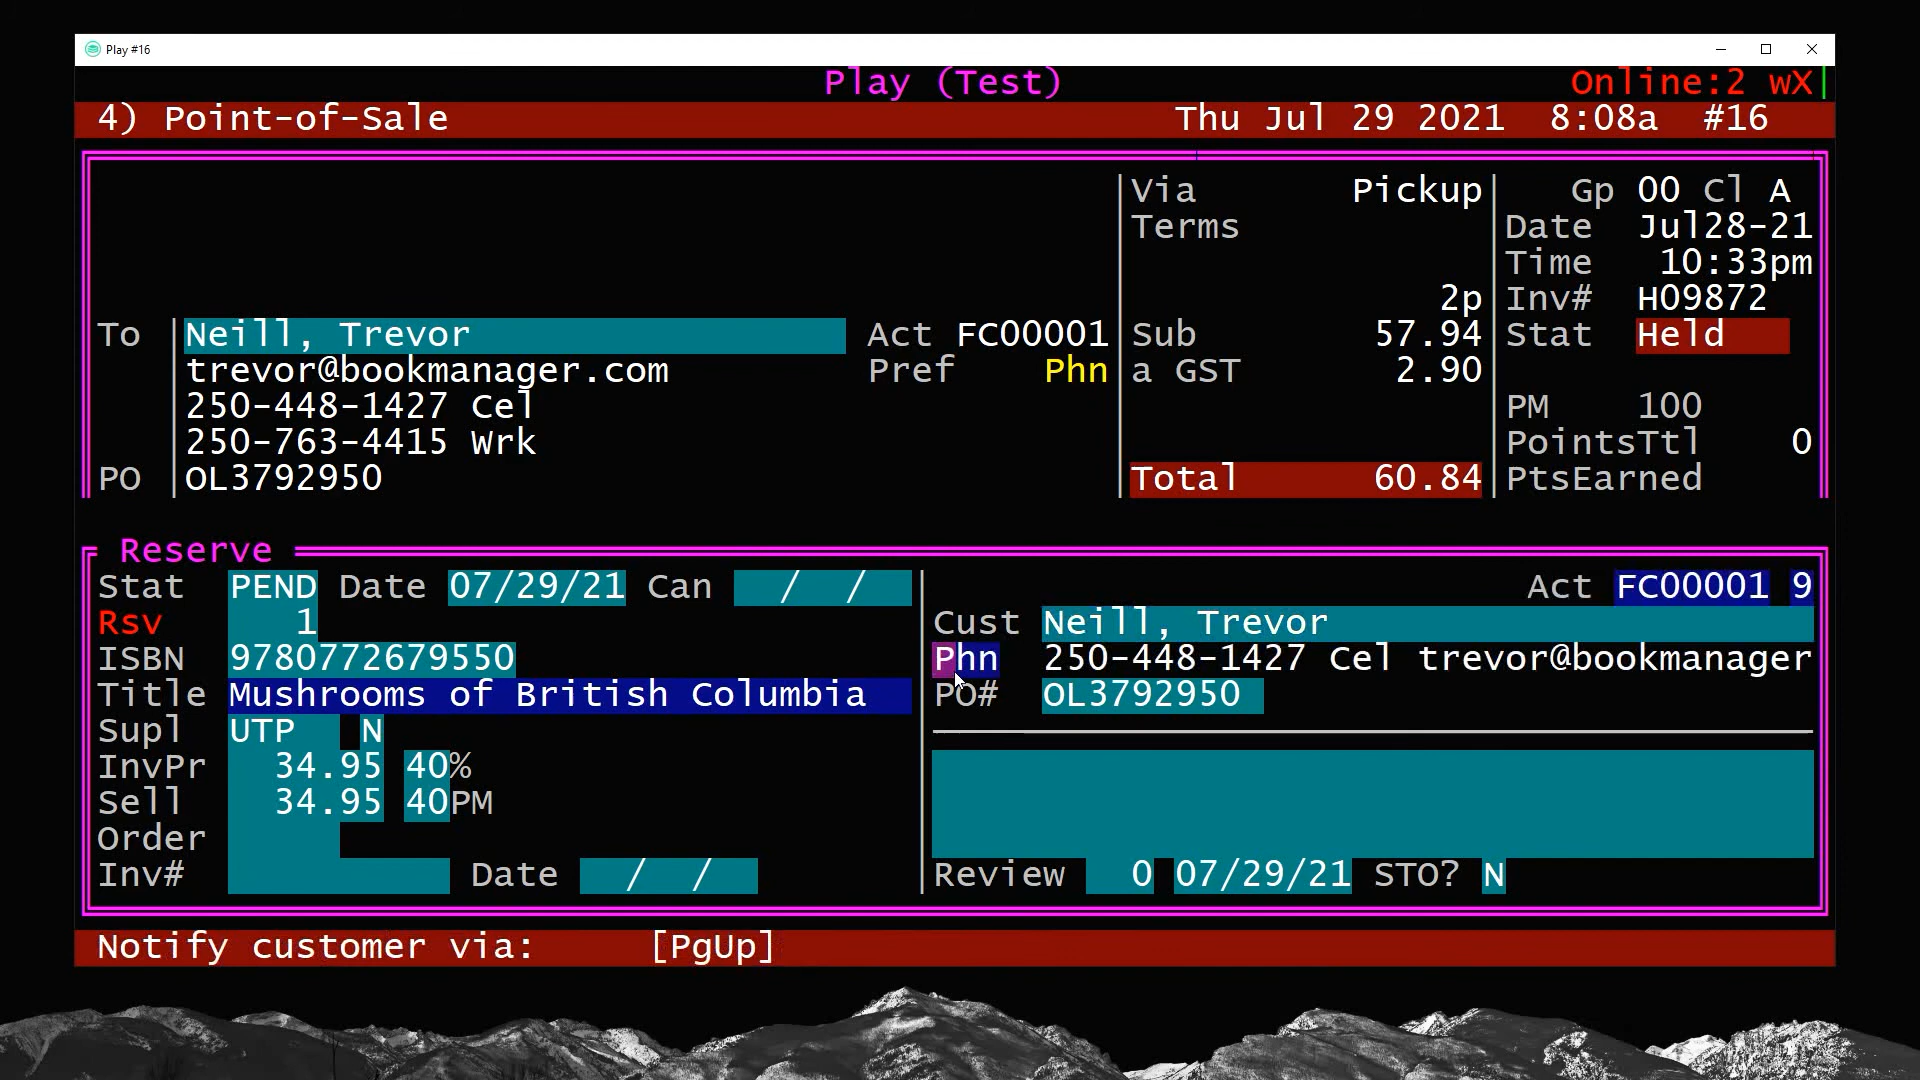 Play #16
Play (Test) Online:2 wX
4) Point-of-Sale Thu Jul 29 2021 8:08a #16
Via Pickup Gp 00 Cl A
Terms Date Jul28-21
Time 10:33pm
2p Inv# H09872
To Neill, Trevor Act FC00001 Sub 57.94 Stat Held
trevor@bookmanager.com Pref Phn a GST 2.90
250-448-1427 Cel PM 100
250-763-4415 Wrk PointsTtl 0
PO OL3792950 Total 60.84 PtsEarned
Reserve
Stat PEND Date 07/29/21 Can / / Act FC00001 9
Rsv 1 Cust Neill, Trevor
ISBN 9780772679550 Phn 250-448-1427 Cel trevor@bookmanager
Title Mushrooms of British Columbia PO# OL3792950
Supl UTP N
InvPr 34.95 40%
Sell 34.95 40PM
Order
Inv# Date / / Review 0 07/29/21 STO? N
Notify customer via: [PgUp]